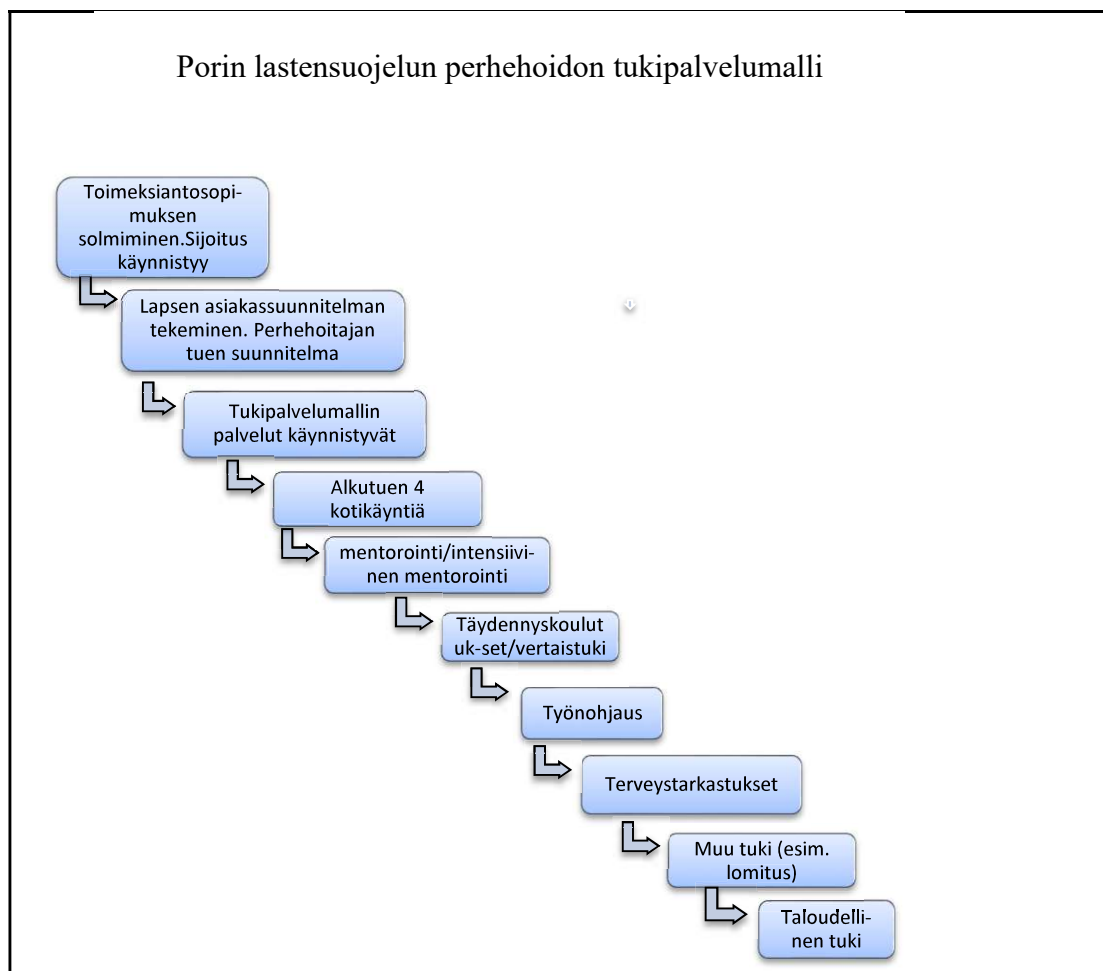 Porin lastensuojelun perhehoidon tukipalvelumalli
Toimeksiantosopi-
muksen
solmiminen.Sijoitus
käynnistyy
Lapsen asiakassuunnitelman
tekeminen. Perhehoitajan
tuen suunnitelma
Tukipalvelumallin
palvelut käynnistyvät
Alkutuen 4
kotikäyntiä
mentorointi/intensiivi-
nen mentorointi
Täydennyskoulut
uk-set/vertaistuki
Työnohjaus
Terveystarkastukset
Muu tuki (esim.
lomitus)
Taloudelli-
nen tuki